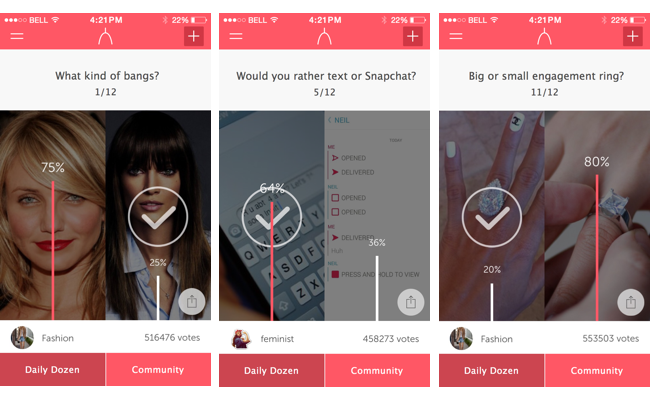 BELL 4:21PM 22%
What kind of bangs?
1/12
75%
25%
Fashion 516476 votes
Daily Dozen Community
BELL 4:21PM 22%
Would you rather text or Snapchat?
5/12
NEIL
ME
OPENED
DELIVERED
NEIL
OPENED
OPENED
ME
DELIVERED
NEIL
PRESS AND HOLD TO VIEW
64%
36%
feminist 458273 votes
Daily Dozen Community
BELL 4:21PM 22%
Big or small engagement ring?
11/12
80%
20%
Fashion 553503 votes
Daily Dozen Community